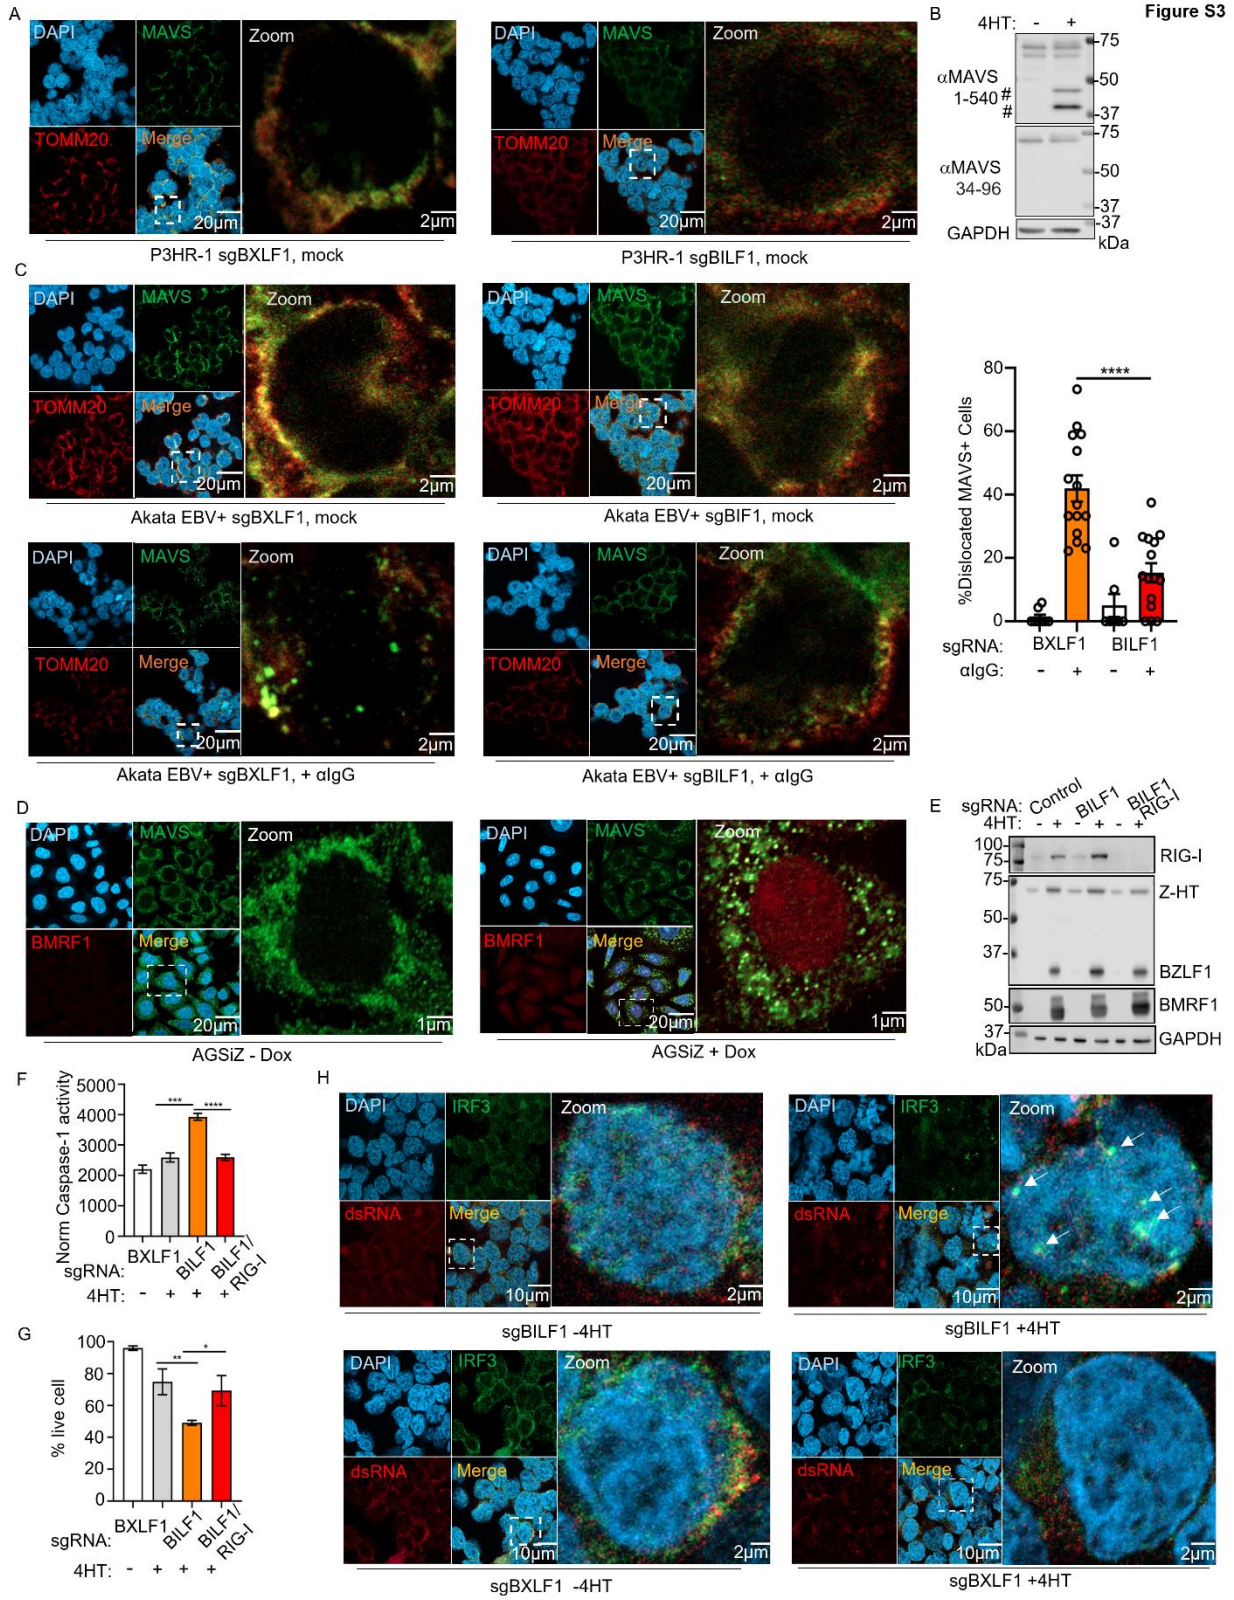 Figure S3
A
DAPI
MAVS
Zoom
TOMM20
Merge
20μm
2μm
P3HR-1 sgBXLF1, mock
DAPI
MAVS
Zoom
TOMM20
Merge
20μm
2μm
P3HR-1 sgBILF1, mock
B
4HT: - +
αMAVS
1-540
#
#
75
50
37
αMAVS
34-96
75
50
37
GAPDH
37
kDa
C
DAPI
MAVS
Zoom
TOMM20
Merge
20μm
2μm
Akata EBV+ sgBXLF1, mock
DAPI
MAVS
Zoom
TOMM20
Merge
20μm
2μm
Akata EBV+ sgBIF1, mock
DAPI
MAVS
Zoom
TOMM20
Merge
20μm
2μm
Akata EBV+ sgBXLF1, + αIgG
DAPI
MAVS
Zoom
TOMM20
Merge
20μm
2μm
Akata EBV+ sgBILF1, + αIgG
%Dislocated MAVS+ Cells
80
60
40
20
0
****
sgRNA: BXLF1 BILF1
αIgG: - + - +
D
DAPI
MAVS
Zoom
BMRF1
Merge
20μm
1μm
AGSiZ - Dox
DAPI
MAVS
Zoom
BMRF1
Merge
20μm
1μm
AGSiZ + Dox
E
sgRNA: Control BILF1 BILF1 RIG-I
4HT: - + - + - +
100
75
RIG-I
75
Z-HT
50
37
BZLF1
50
BMRF1
37
GAPDH
kDa
F
Norm Caspase-1 activity
5000
4000
3000
2000
1000
0
*** ****
sgRNA: BXLF1 BILF1 BILF1/ RIG-I
4HT: - + + +
G
% live cell
100
80
60
40
20
0
** *
sgRNA: BXLF1 BILF1 BILF1/ RIG-I
4HT: - + + +
H
DAPI
IRF3
Zoom
dsRNA
Merge
10μm
2μm
sgBILF1 -4HT
DAPI
IRF3
Zoom
dsRNA
Merge
10μm
2μm
sgBILF1 +4HT
DAPI
IRF3
Zoom
dsRNA
Merge
10μm
2μm
sgBXLF1 -4HT
DAPI
IRF3
Zoom
dsRNA
Merge
10μm
2μm
sgBXLF1 +4HT